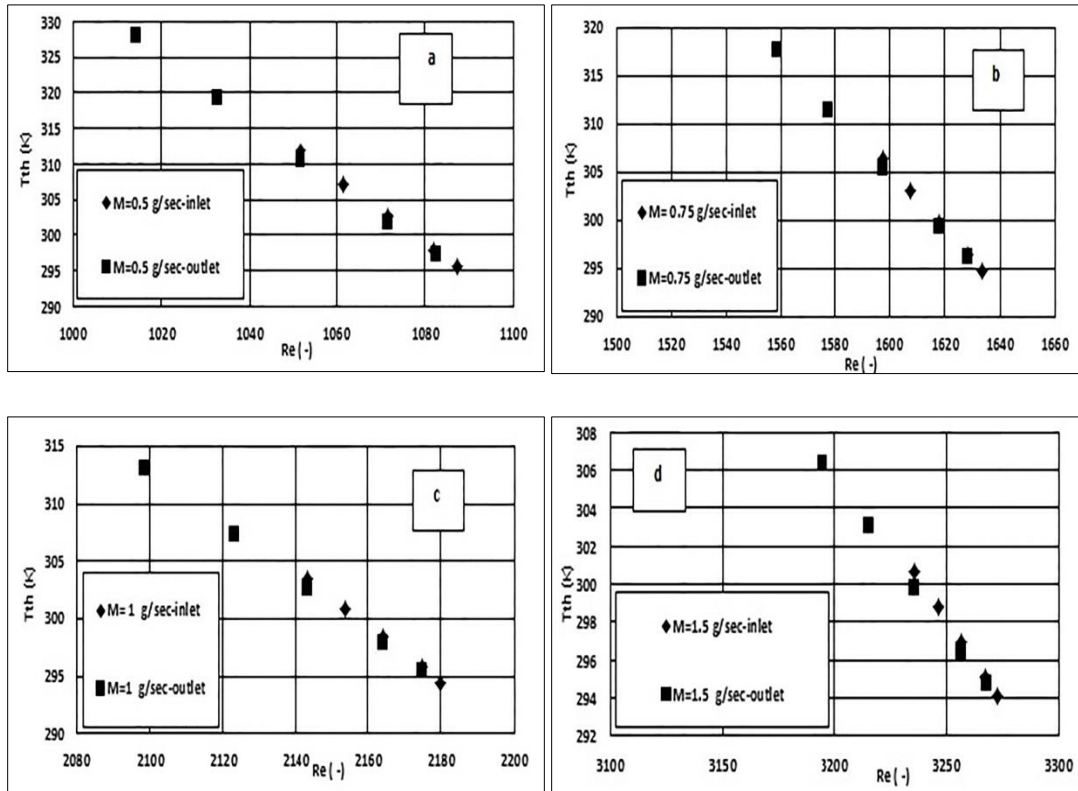 330
325
320
315
310
305
300
295
290
Tth (K)
a
M=0.5 g/sec-inlet
M=0.5 g/sec-outlet
1000
1020
1040
1060
1080
1100
Re ( -)
320
315
310
305
300
295
290
Tth (K)
b
M= 0.75 g/sec-inlet
M=0.75 g/sec-outlet
1500
1520
1540
1560
1580
1600
1620
1640
1660
Re ( -)
315
310
305
300
295
290
Tth (K)
c
M= 1 g/sec-inlet
M=1 g/sec-outlet
2080
2100
2120
2140
2160
2180
2200
Re ( -)
308
306
304
302
300
298
296
294
292
Tth (K)
d
M=1.5 g/sec-inlet
M=1.5 g/sec-outlet
3100
3150
3200
3250
3300
Re ( -)